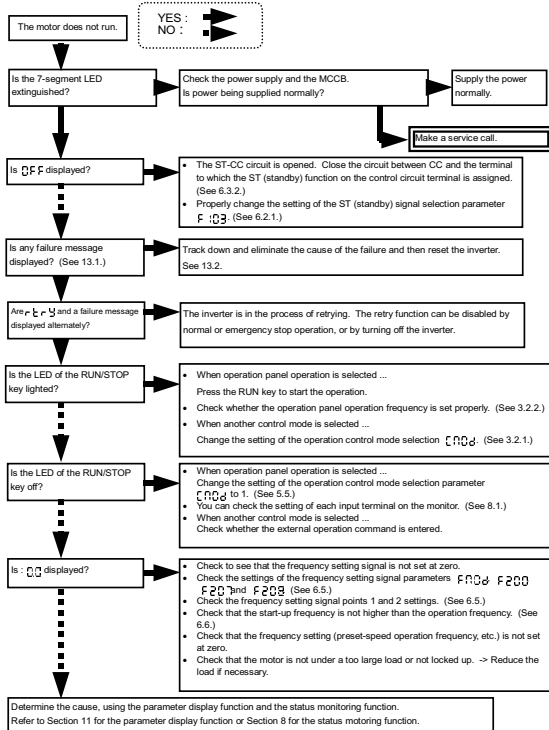 The motor does not run.
YES :
NO :
Is the 7-segment LED
extinguished?
Check the power supply and the MCCB.
Is power being supplied normally?
Supply the power
normally.
Make a service call.
Is OFF displayed?
• The ST-CC circuit is opened. Close the circuit between CC and the terminal
to which the ST (standby) function on the control circuit terminal is assigned.
(See 6.3.2.)
• Properly change the setting of the ST (standby) signal selection parameter
F103. (See 6.2.1.)
Is any failure message
displayed? (See 13.1.)
Track down and eliminate the cause of the failure and then reset the inverter.
See 13.2.
Are rtry and a failure message
displayed alternately?
The inverter is in the process of retrying. The retry function can be disabled by
normal or emergency stop operation, or by turning off the inverter.
Is the LED of the RUN/STOP
key lighted?
• When operation panel operation is selected ...
Press the RUN key to start the operation.
• Check whether the operation panel operation frequency is set properly. (See 3.2.2.)
• When another control mode is selected ...
Change the setting of the operation control mode selection CMOd. (See 3.2.1.)
Is the LED of the RUN/STOP
key off?
• When operation panel operation is selected ...
Change the setting of the operation control mode selection parameter
CMOd to 1. (See 5.5.)
• You can check the setting of each input terminal on the monitor. (See 8.1.)
• When another control mode is selected ...
Check whether the external operation command is entered.
Is : 0.0 displayed?
• Check to see that the frequency setting signal is not set at zero.
• Check the settings of the frequency setting signal parameters FMOd F200
F207 and F208 (See 6.5.)
• Check the frequency setting signal points 1 and 2 settings. (See 6.5.)
• Check that the start-up frequency is not higher than the operation frequency. (See
6.6.)
• Check that the frequency setting (preset-speed operation frequency, etc.) is not set
at zero.
• Check that the motor is not under a too large load or not locked up. -> Reduce the
load if necessary.
Determine the cause, using the parameter display function and the status monitoring function.
Refer to Section 11 for the parameter display function or Section 8 for the status motoring function.